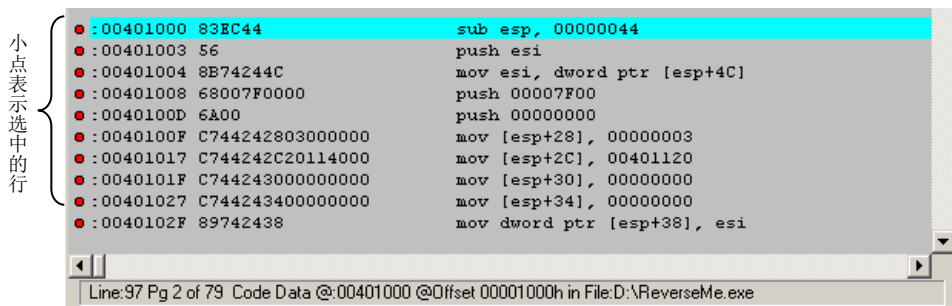 小点表示选中的行
:00401000 83EC44 sub esp, 00000044
:00401003 56 push esi
:00401004 8B74244C mov esi, dword ptr [esp+4C]
:00401008 68007F0000 push 00007F00
:0040100D 6A00 push 00000000
:0040100F C744242803000000 mov [esp+28], 00000003
:00401017 C744242C20114000 mov [esp+2C], 00401120
:0040101F C744243000000000 mov [esp+30], 00000000
:00401027 C744243400000000 mov [esp+34], 00000000
:0040102F 89742438 mov dword ptr [esp+38], esi
Line:97 Pg 2 of 79 Code Data @:00401000 @Offset 00001000h in File:D:\ReverseMe.exe